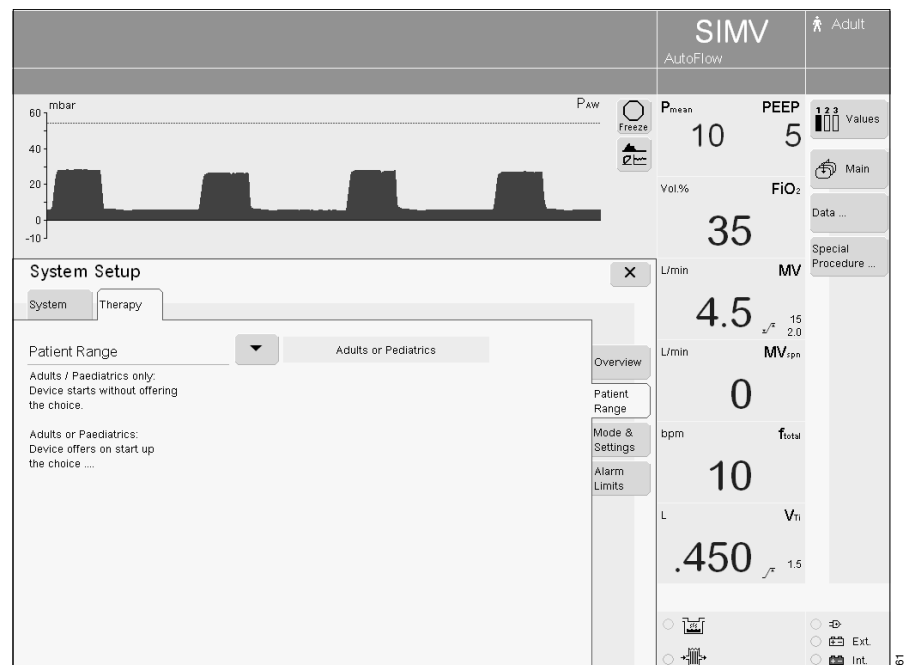 SIMV
AutoFlow
Adult
mbar
PAW
60
40
20
0
-10
Freeze
Pmean PEEP
10 5
Vol.% FiO2
35
L/min MV
4.5 15
2.0
L/min MVspn
0
bpm ftotal
10
L VTi
.450 1.5
1 2 3
Values
Main
Data ...
Special
Procedure ...
System Setup
System Therapy
Patient Range Adults or Pediatrics
Adults / Paediatrics only:
Device starts without offering
the choice.
Adults or Paediatrics:
Device offers on start up
the choice ....
Overview
Patient
Range
Mode &
Settings
Alarm
Limits
Ext.
Int.
61